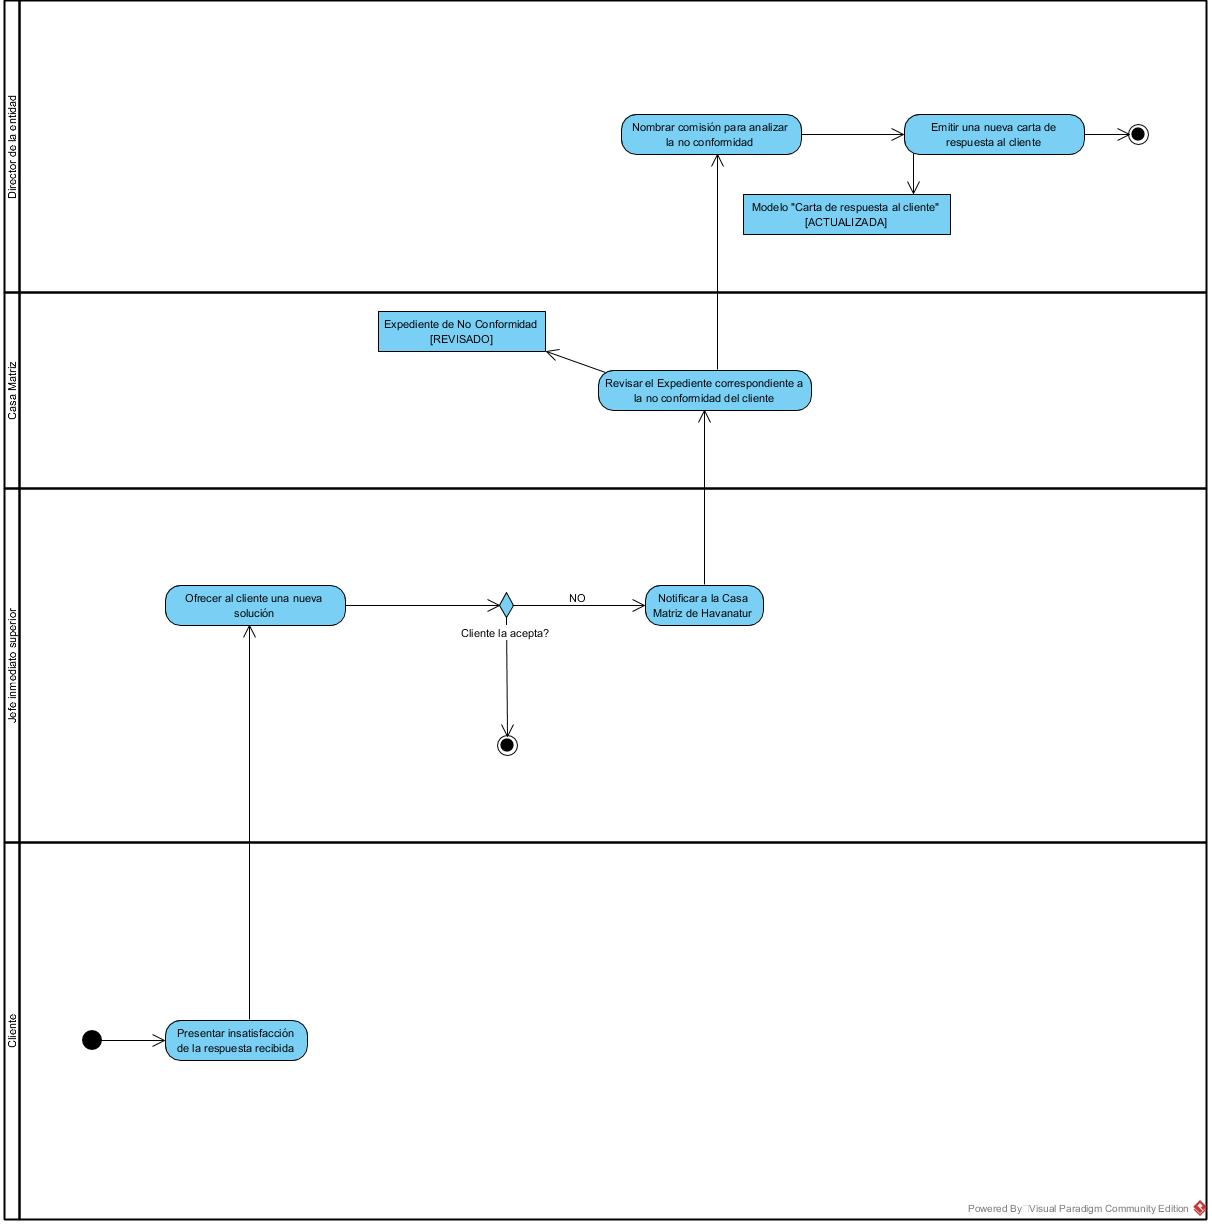 Director de la entidad
Nombrar comisión para analizar
la no conformidad
Emitir una nueva carta de
respuesta al cliente
Modelo "Carta de respuesta al cliente"
[ACTUALIZADA]
Casa Matriz
Expediente de No Conformidad
[REVISADO]
Revisar el Expediente correspondiente a
la no conformidad del cliente
Jefe inmediato superior
Ofrecer al cliente una nueva
solución
NO
Cliente la acepta?
Notificar a la Casa
Matriz de Havanatur
Cliente
Presentar insatisfacción
de la respuesta recibida
Powered By Visual Paradigm Community Edition